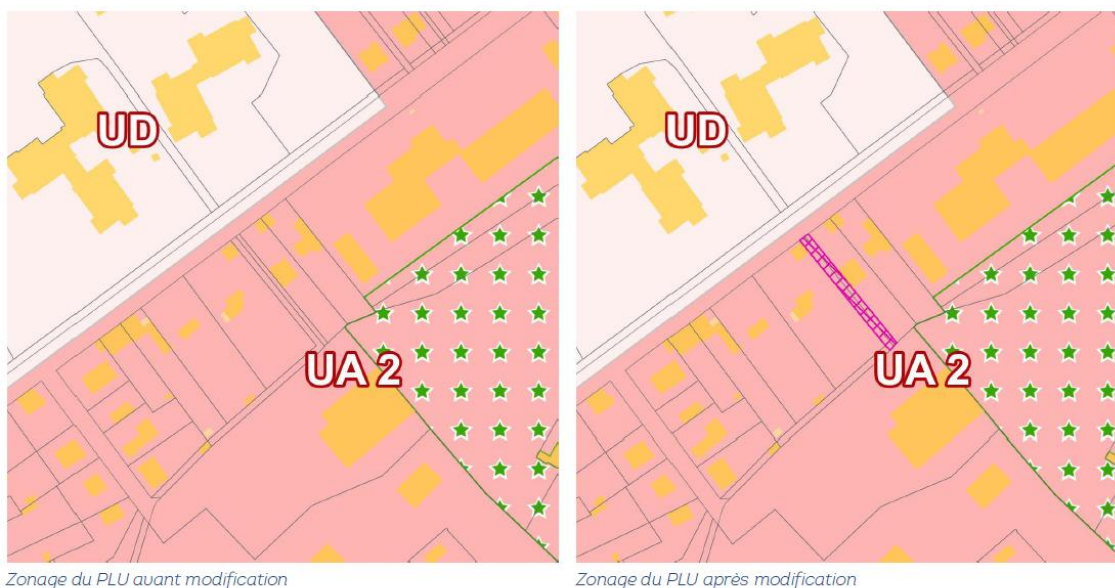 UD
UA 2
Zonage du PLU avant modification
UD
UA 2
Zonage du PLU après modification